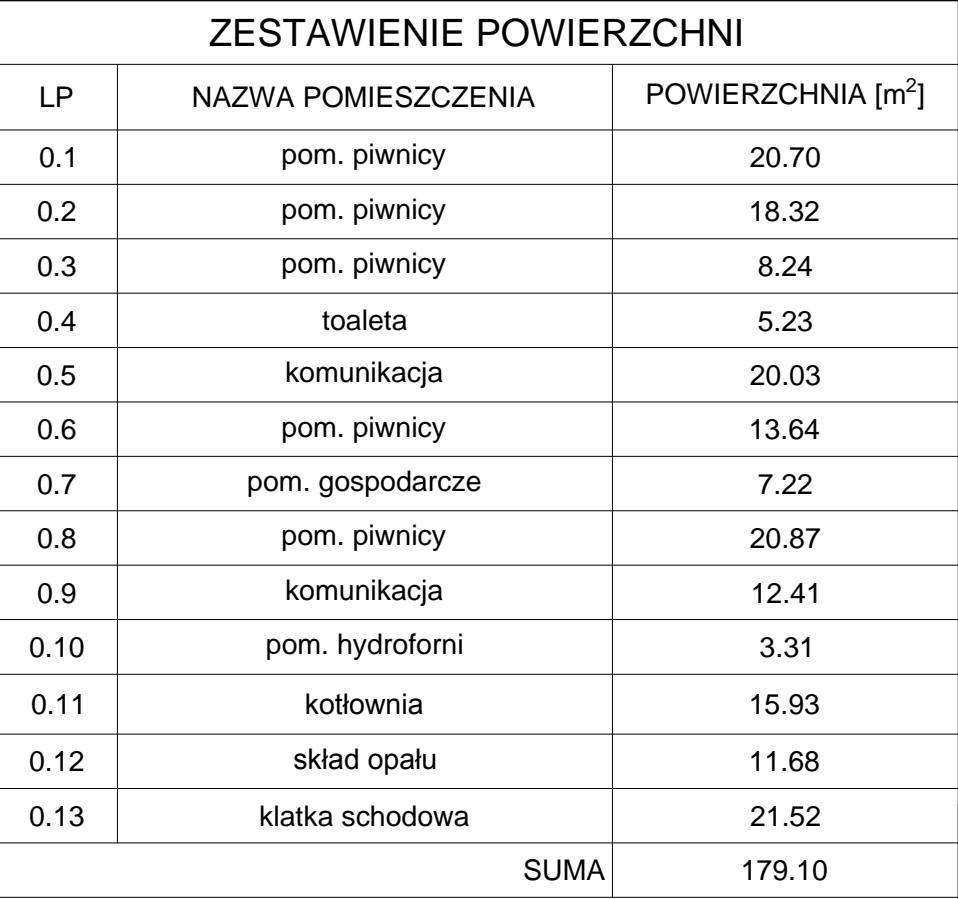 ZESTAWIENIE POWIERZCHNI
LP NAZWA POMIESZCZENIA POWIERZCHNIA [m²]
0.1 pom. piwnicy 20.70
0.2 pom. piwnicy 18.32
0.3 pom. piwnicy 8.24
0.4 toaleta 5.23
0.5 komunikacja 20.03
0.6 pom. piwnicy 13.64
0.7 pom. gospodarcze 7.22
0.8 pom. piwnicy 20.87
0.9 komunikacja 12.41
0.10 pom. hydroforni 3.31
0.11 kotłownia 15.93
0.12 skład opału 11.68
0.13 klatka schodowa 21.52
SUMA 179.10